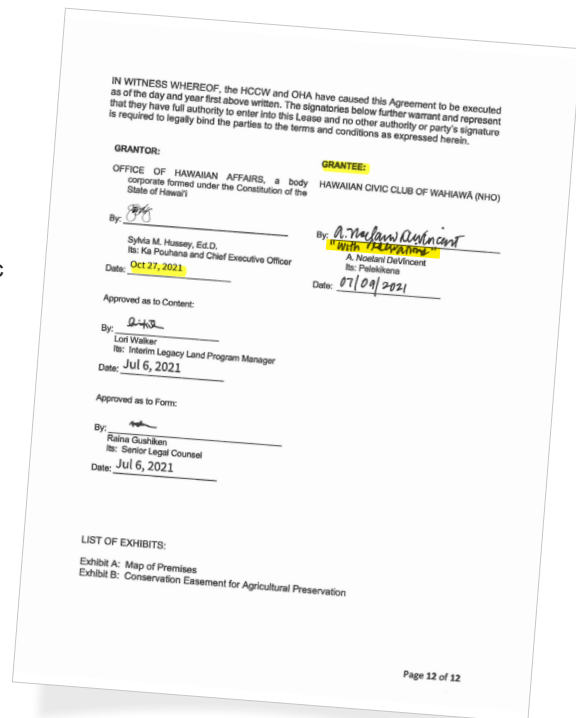 IN WITNESS WHEREOF, the HCCW and OHA have caused this Agreement to be executed
as of the day and year first above written. The signatories below further warrant and represent
that they have full authority to enter into this Lease and no other authority or party's signature
is required to legally bind the parties to the terms and conditions as expressed herein.
GRANTOR:
OFFICE OF HAWAIIAN AFFAIRS, a body
corporate formed under the Constitution of the
State of Hawai'i
By:
Sylvia M. Hussey, Ed.D.
Its: Ka Pouhana and Chief Executive Officer
Date: Oct 27, 2021
GRANTEE:
HAWAIIAN CIVIC CLUB OF WAHIAWĀ (NHO)
By: A. Noelani DeVincent
"With reservations"
A. Noelani DeVincent
Its: Pelekikena
Date: 07/09/2021
Approved as to Content:
By:
Lori Walker
Its: Interim Legacy Land Program Manager
Date: Jul 6, 2021
Approved as to Form:
By:
Raina Gushiken
Its: Senior Legal Counsel
Date: Jul 6, 2021
LIST OF EXHIBITS:
Exhibit A: Map of Premises
Exhibit B: Conservation Easement for Agricultural Preservation
Page 12 of 12